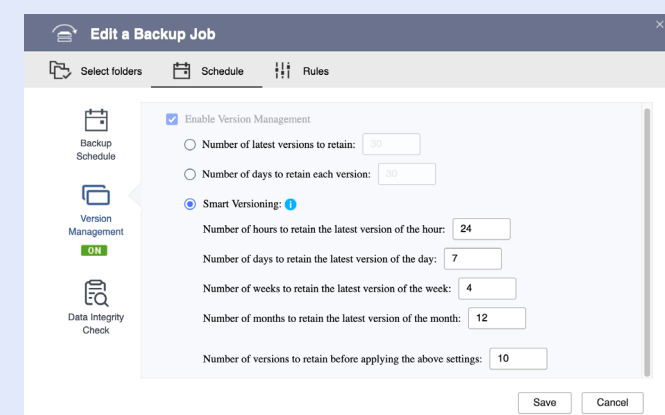 Edit a Backup Job
Select folders
Schedule
Rules
Backup
Schedule
Version
Management
ON
Data Integrity
Check
Enable Version Management
Number of latest versions to retain: 30
Number of days to retain each version: 30
Smart Versioning:
Number of hours to retain the latest version of the hour: 24
Number of days to retain the latest version of the day: 7
Number of weeks to retain the latest version of the week: 4
Number of months to retain the latest version of the month: 12
Number of versions to retain before applying the above settings: 10
Save
Cancel